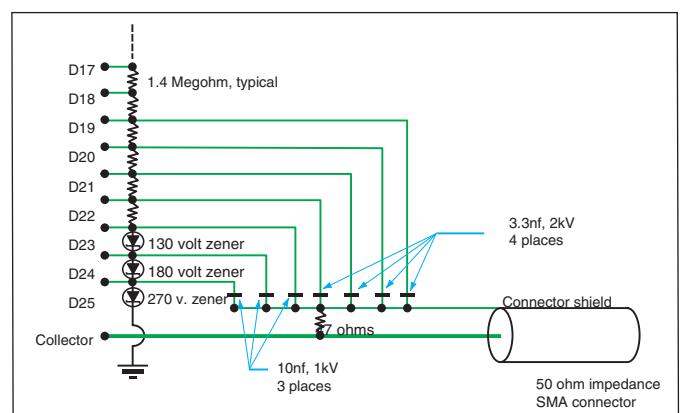 D17
1.4 Megohm, typical
D18
D19
D20
D21
D22
3.3nf, 2kV
4 places
D23
130 volt zener
D24
180 volt zener
D25
270 v. zener
Connector shield
7 ohms
Collector
10nf, 1kV
3 places
50 ohm impedance
SMA connector